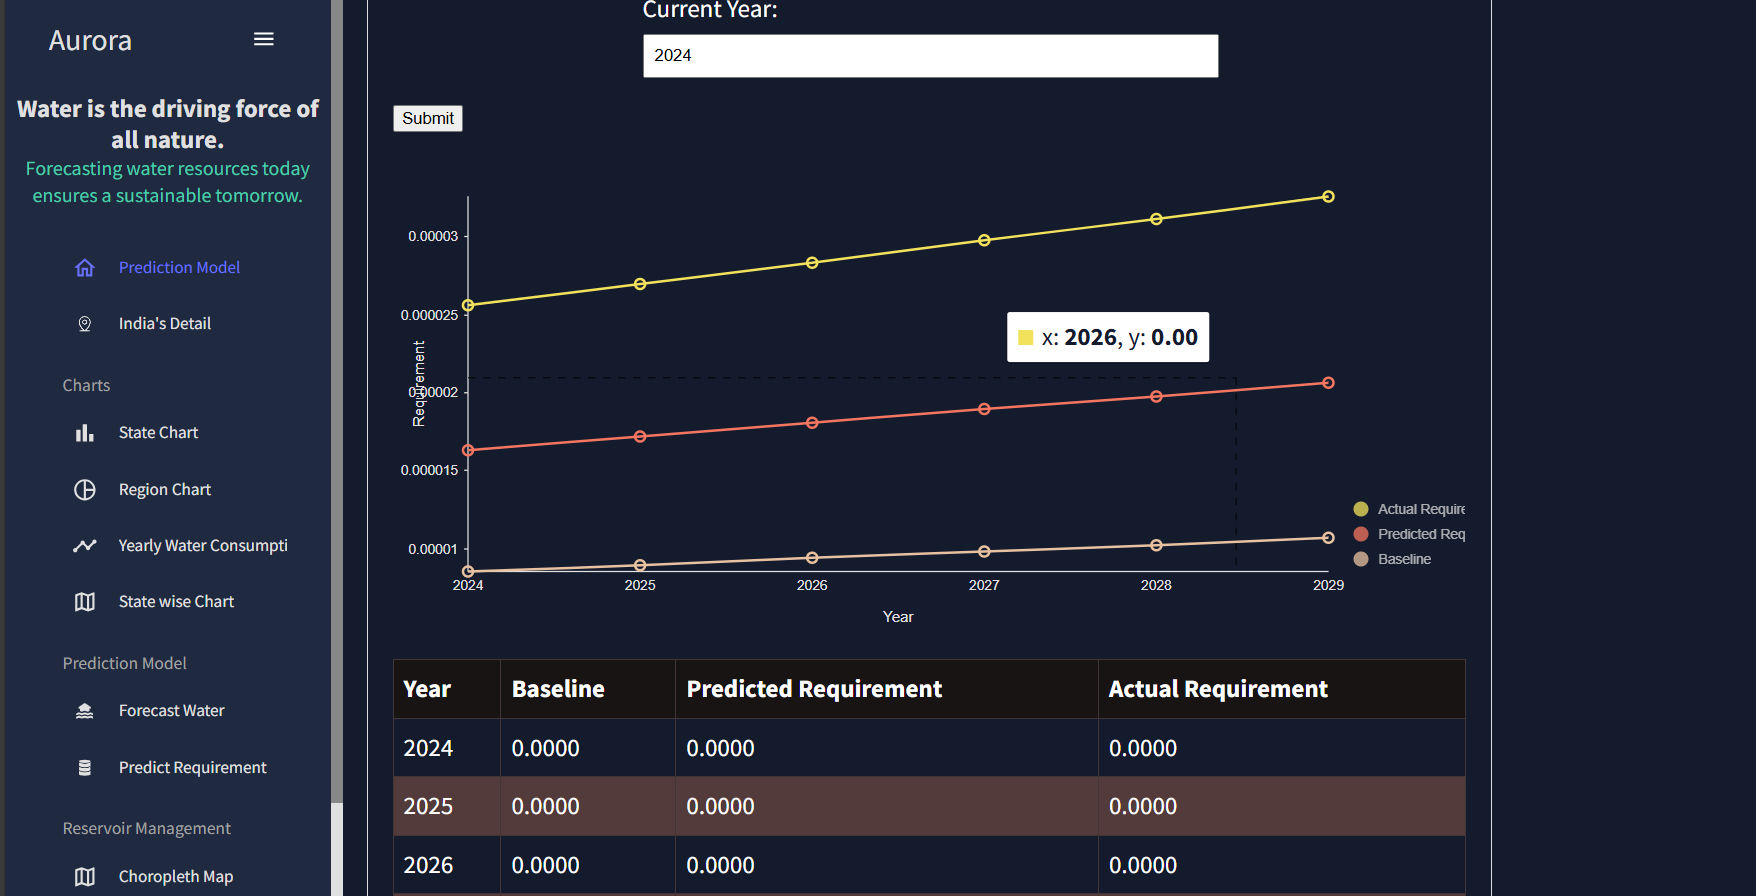 Aurora
Water is the driving force of
all nature.
Forecasting water resources today
ensures a sustainable tomorrow.
Prediction Model
India's Detail
Charts
State Chart
Region Chart
Yearly Water Consumpti
State wise Chart
Prediction Model
Forecast Water
Predict Requirement
Reservoir Management
Choropleth Map
Current Year:
2024
Submit
0.00003
0.000025
0.00002
0.000015
0.00001
Requirement
x: 2026, y: 0.00
Actual Require
Predicted Req
Baseline
2024 2025 2026 2027 2028 2029
Year
Year Baseline Predicted Requirement Actual Requirement
2024 0.0000 0.0000 0.0000
2025 0.0000 0.0000 0.0000
2026 0.0000 0.0000 0.0000